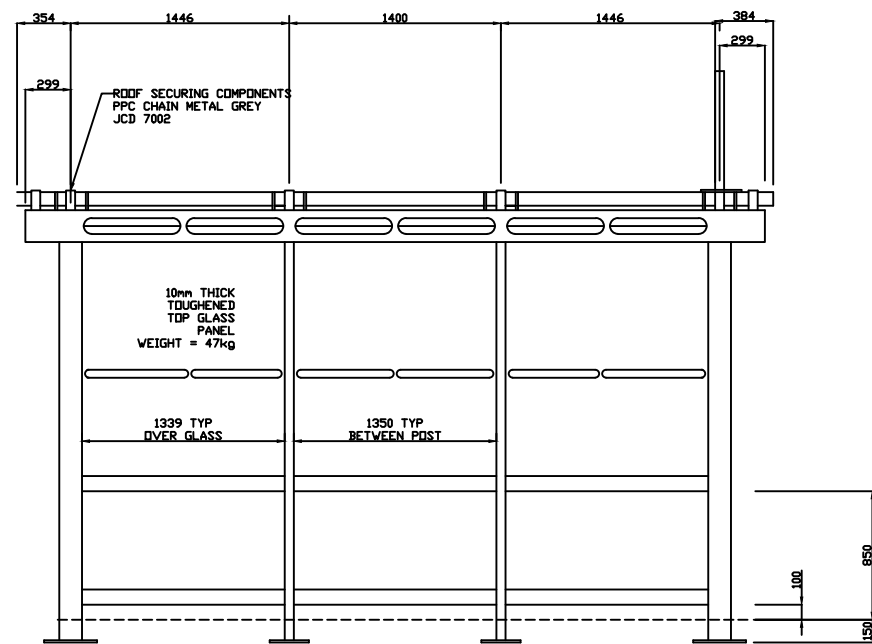 354
1446
1400
1446
384
299
299
ROOF SECURING COMPONENTS
PPC CHAIN METAL GREY
JCD 7002
10mm THICK
TOUGHENED
TOP GLASS
PANEL
WEIGHT = 47kg
1339 TYP
OVER GLASS
1350 TYP
BETWEEN POST
850
100
150